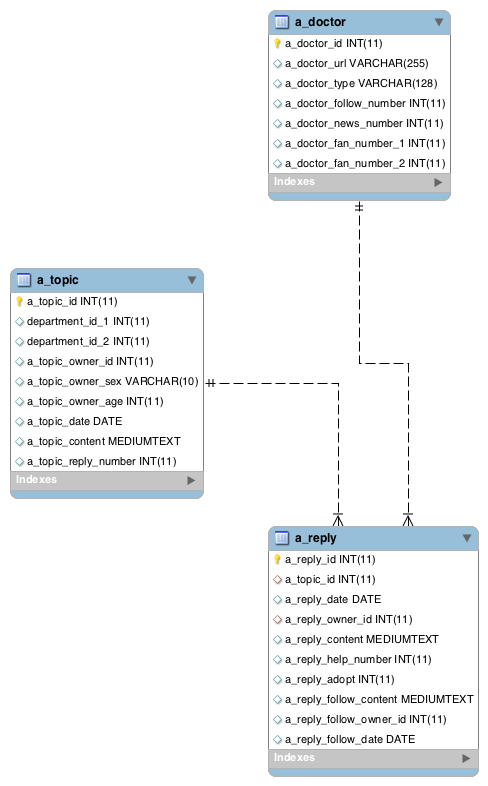 a_doctor
a_doctor_id INT(11)
a_doctor_url VARCHAR(255)
a_doctor_type VARCHAR(128)
a_doctor_follow_number INT(11)
a_doctor_news_number INT(11)
a_doctor_fan_number_1 INT(11)
a_doctor_fan_number_2 INT(11)
Indexes
a_topic
a_topic_id INT(11)
department_id_1 INT(11)
department_id_2 INT(11)
a_topic_owner_id INT(11)
a_topic_owner_sex VARCHAR(10)
a_topic_owner_age INT(11)
a_topic_date DATE
a_topic_content MEDIUMTEXT
a_topic_reply_number INT(11)
Indexes
a_reply
a_reply_id INT(11)
a_topic_id INT(11)
a_reply_date DATE
a_reply_owner_id INT(11)
a_reply_content MEDIUMTEXT
a_reply_help_number INT(11)
a_reply_adopt INT(11)
a_reply_follow_content MEDIUMTEXT
a_reply_follow_owner_id INT(11)
a_reply_follow_date DATE
Indexes